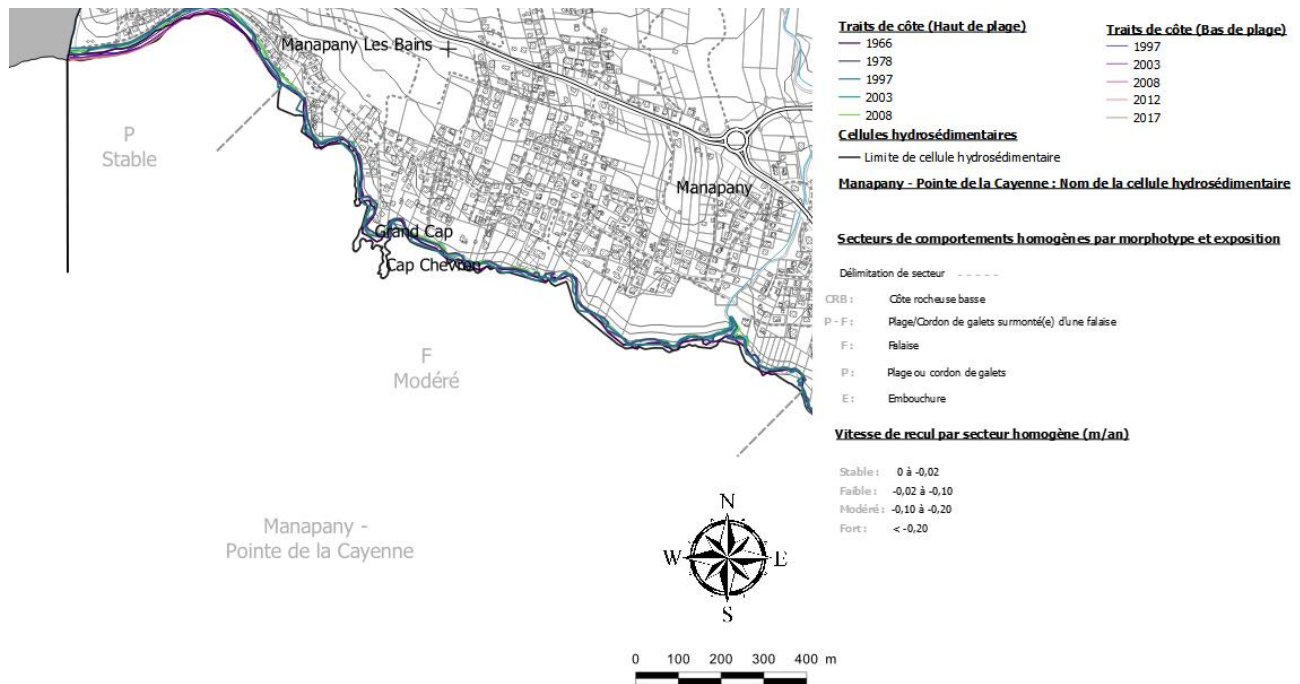 Manapany Les Bains
P
Stable
Manapany
Grand Cap
Cap Chevron
F
Modéré
Manapany -
Pointe de la Cayenne
N
W
E
S
0 100 200 300 400 m
Traits de côte (Haut de plage)
1966
1978
1997
2003
2008
Traits de côte (Bas de plage)
1997
2003
2008
2012
2017
Cellules hydrosédimentaires
Limite de cellule hydrosédimentaire
Manapany - Pointe de la Cayenne : Nom de la cellule hydrosédimentaire
Secteurs de comportements homogènes par morphotype et exposition
Délimitation de secteur
CRB : Côte rocheuse basse
P - F : Plage/Cordon de galets surmonté(e) d'une falaise
F : Falaise
P : Plage ou cordon de galets
E : Embouchure
Vitesse de recul par secteur homogène (m/an)
Stable : 0 à -0,02
Faible : -0,02 à -0,10
Modéré : -0,10 à -0,20
Fort : < -0,20